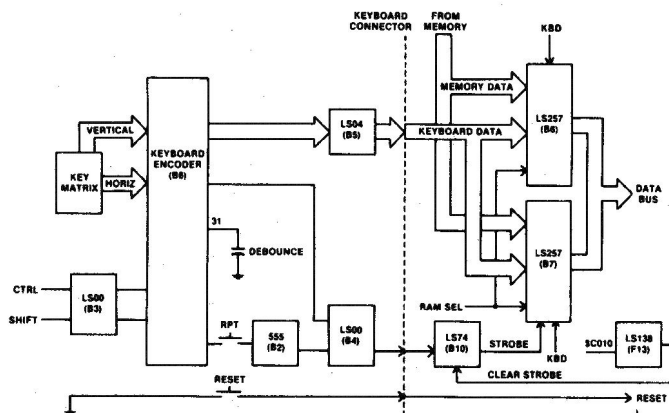 KEYBOARD
CONNECTOR
FROM
MEMORY
KBD
MEMORY DATA
LS257
(B6)
VERTICAL
KEYBOARD
ENCODER
(B6)
LS04
(B5)
KEYBOARD DATA
KEY
MATRIX
HORIZ
DATA
BUS
31
DEBOUNCE
LS257
(B7)
CTRL
SHIFT
LS00
(B3)
RAM SEL
RPT
555
(B2)
LS00
(B4)
LS74
(B10)
STROBE
KBD
SC010
LS138
(F13)
CLEAR STROBE
RESET
RESET